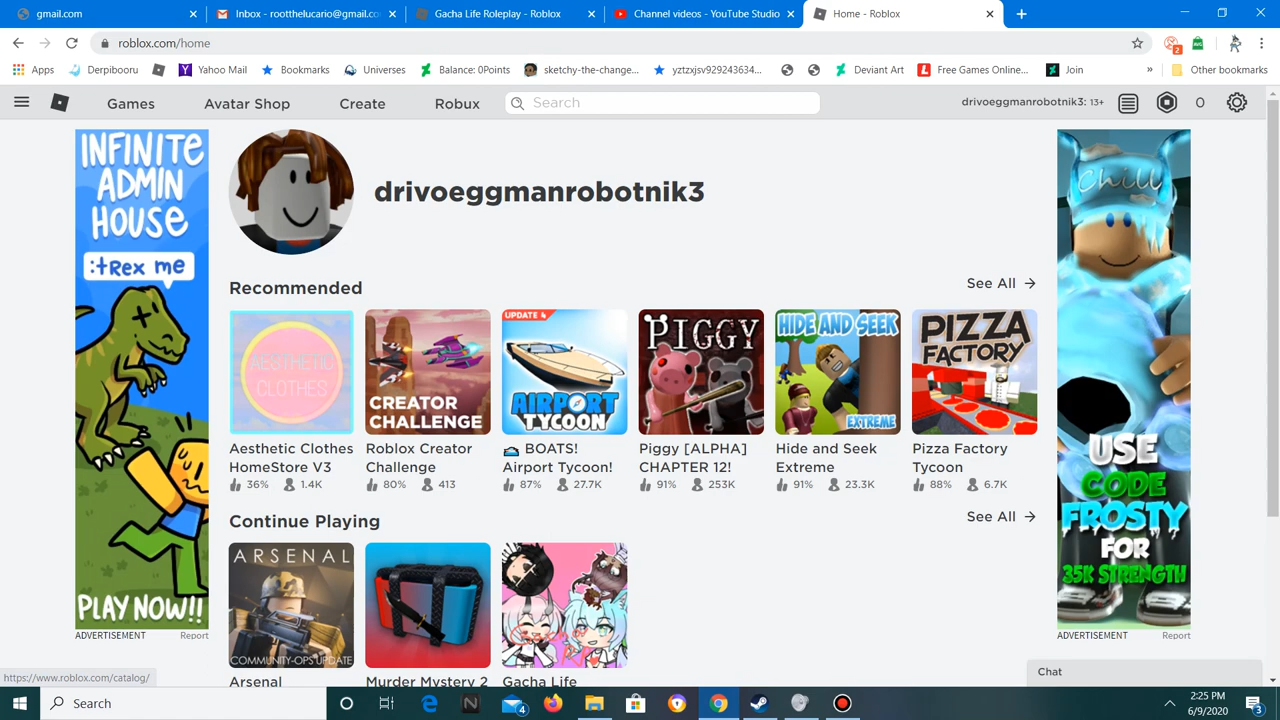 gmail.com
Inbox - rootthelucario@gmail.co
Gacha Life Roleplay - Roblox
Channel videos - YouTube Studio
Home - Roblox
roblox.com/home
2
Apps
Derpibooru
Yahoo Mail
Bookmarks
Universes
Balance: 0Points
sketchy-the-change...
yztzxjsv929243634...
Deviant Art
Free Games Online...
Join
»
Other bookmarks
Games
Avatar Shop
Create
Robux
Search
drivoeggmanrobotnik3: 13+
0
INFINITE
ADMIN
HOUSE
:tRex me
PLAY NOW!!
ADVERTISEMENT
Report
drivoeggmanrobotnik3
Recommended
See All →
AESTHETIC
CLOTHES
CREATOR
CHALLENGE
UPDATE 4
AIRPORT
TYCOON
PIGGY
HIDE AND SEEK
EXTREME
PIZZA
FACTORY
Aesthetic Clothes
HomeStore V3
36% 1.4K
Roblox Creator
Challenge
80% 413
BOATS!
Airport Tycoon!
87% 27.7K
Piggy [ALPHA]
CHAPTER 12!
91% 253K
Hide and Seek
Extreme
91% 23.3K
Pizza Factory
Tycoon
88% 6.7K
Continue Playing
See All →
ARSENAL
COMMUNITY-OPS UPDATE
Arsenal
Murder Mystery 2
Gacha Life
Chill
USE
CODE
FROSTY
FOR
35K STRENGTH
ADVERTISEMENT
Report
Chat
https://www.roblox.com/catalog/
Search
4
2:25 PM
6/9/2020
3